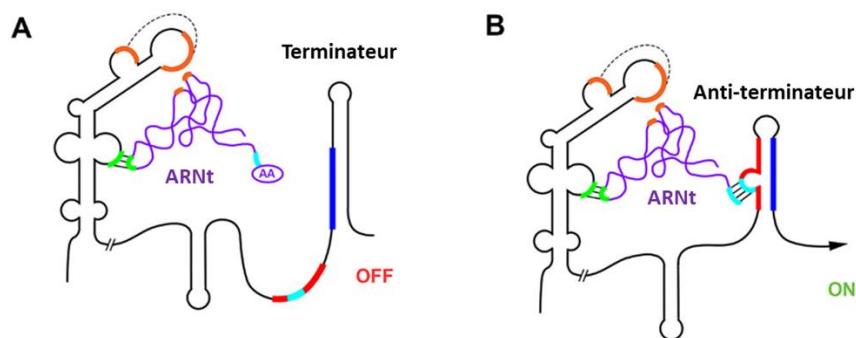 A
Terminateur
ARNt
AA
OFF
B
Anti-terminateur
ARNt
ON